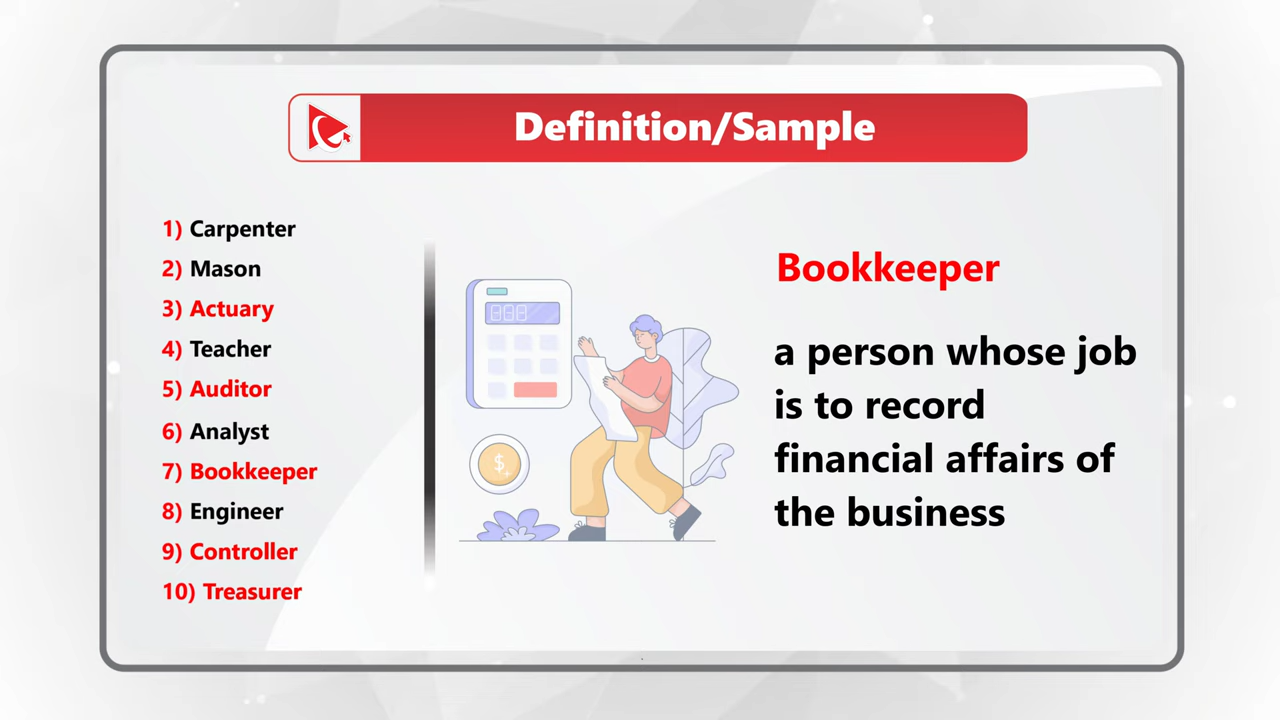 Definition/Sample
1) Carpenter
2) Mason
3) Actuary
4) Teacher
5) Auditor
6) Analyst
7) Bookkeeper
8) Engineer
9) Controller
10) Treasurer
Bookkeeper
a person whose job
is to record
financial affairs of
the business